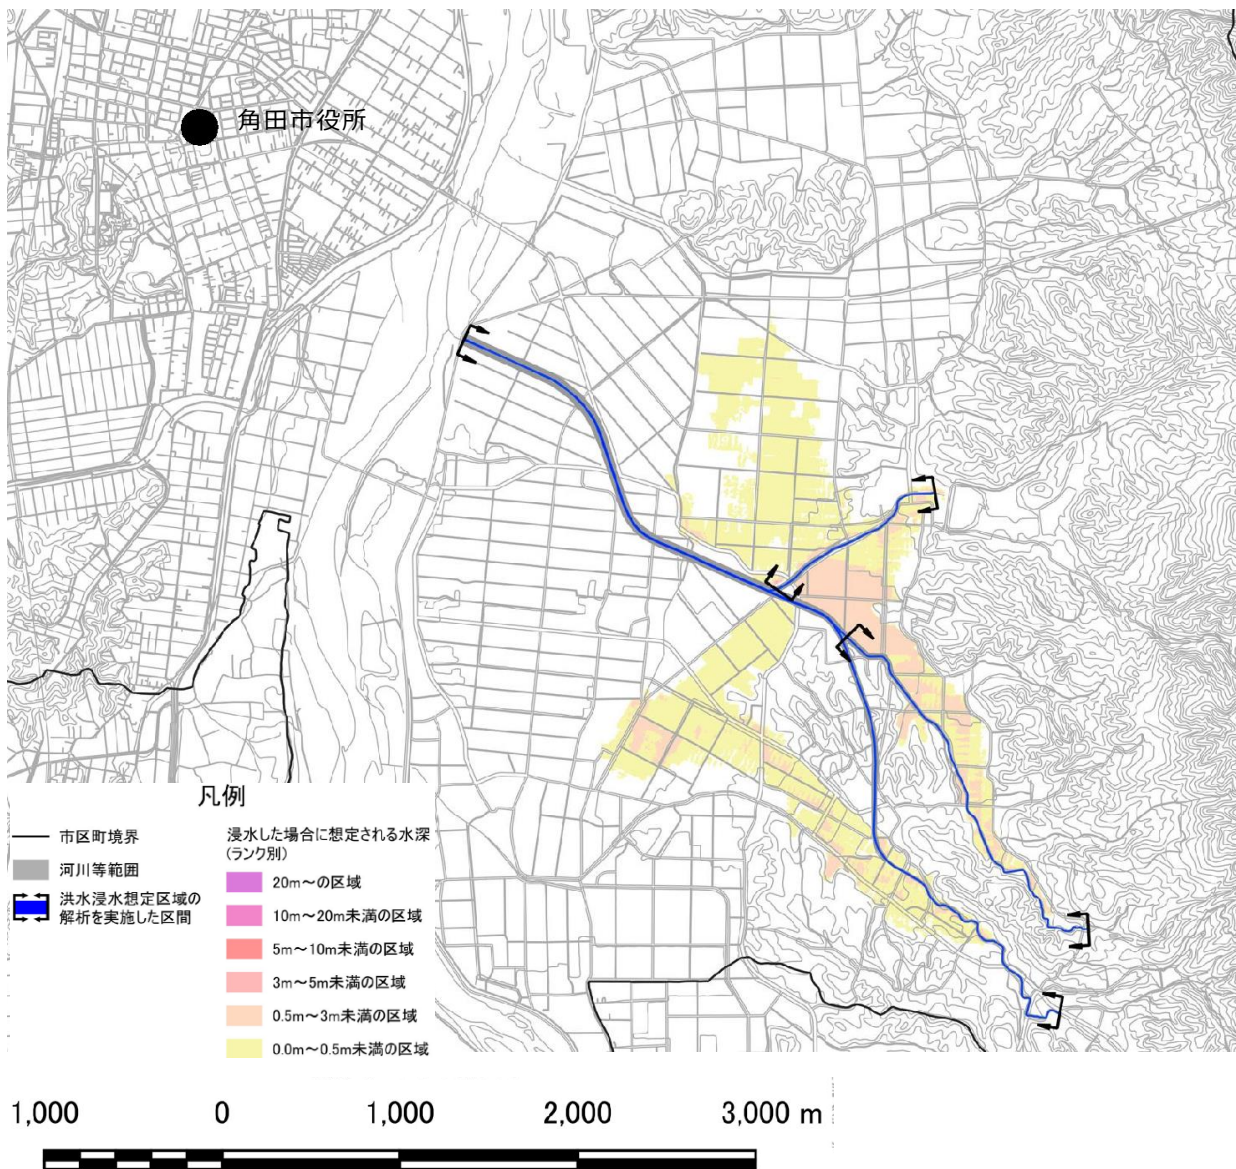 角田市役所
凡例
市区町境界
河川等範囲
洪水浸水想定区域の
解析を実施した区間
浸水した場合に想定される水深
(ランク別)
20m～の区域
10m～20m未満の区域
5m～10m未満の区域
3m～5m未満の区域
0.5m～3m未満の区域
0.0m～0.5m未満の区域
1,000 0 1,000 2,000 3,000 m